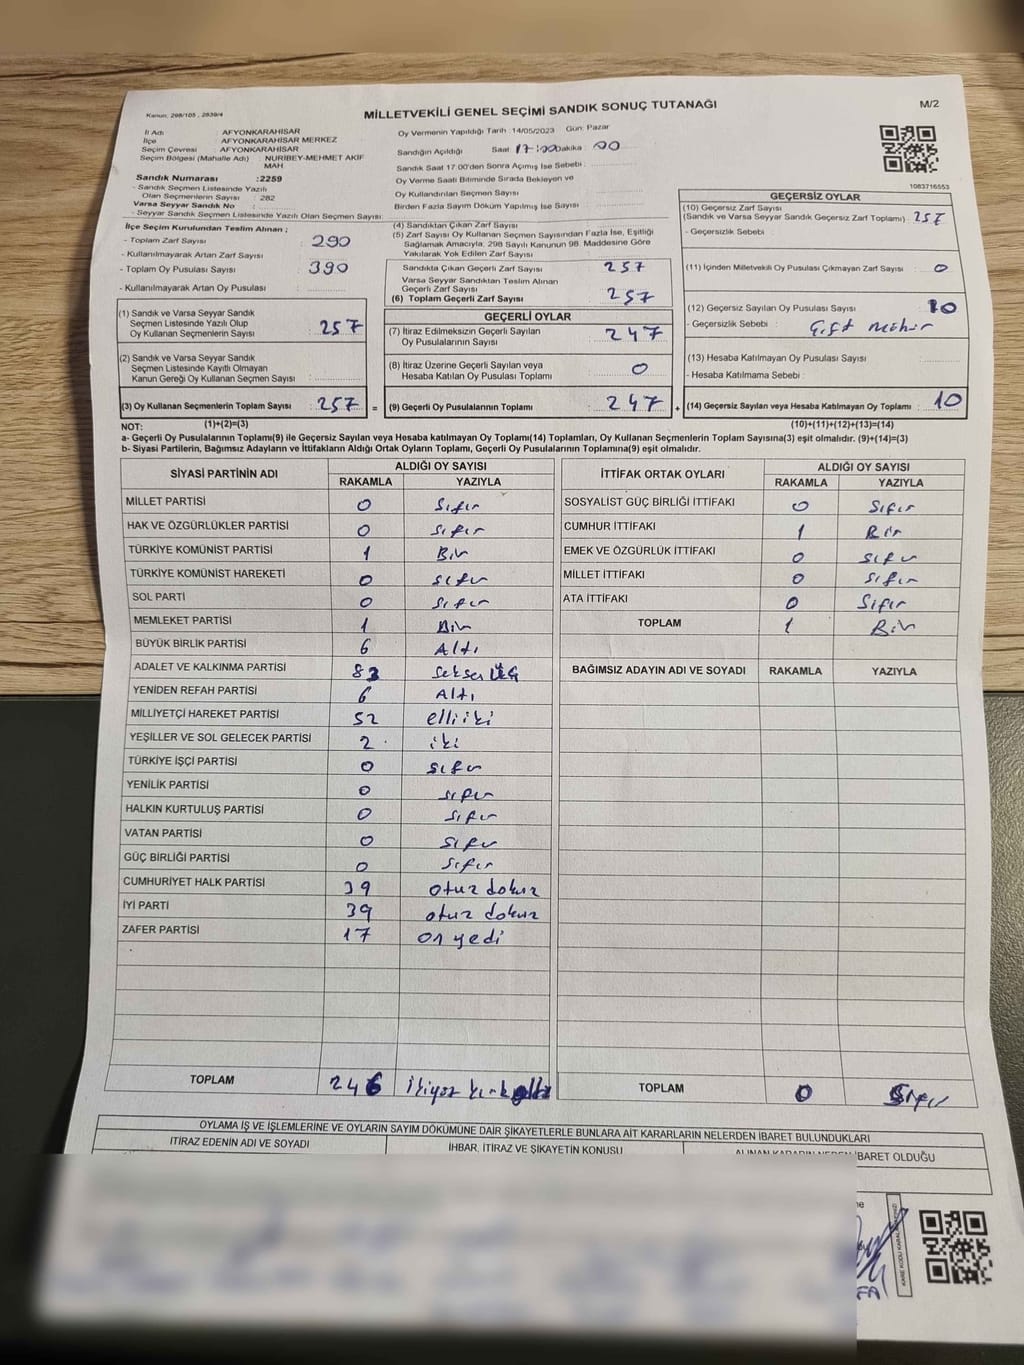 Kanun: 298/105 , 2839/4
MİLLETVEKİLİ GENEL SEÇİMİ SANDIK SONUÇ TUTANAĞI
M/2
İl Adı : AFYONKARAHİSAR
İlçe : AFYONKARAHİSAR MERKEZ
Seçim Çevresi : AFYONKARAHİSAR
Seçim Bölgesi (Mahalle Adı) : NURİBEY-MEHMET AKİF MAH.
Sandık Numarası :2259
- Sandık Seçmen Listesinde Yazılı
Olan Seçmenlerin Sayısı : 282
Varsa Seyyar Sandık No :
- Seyyar Sandık Seçmen Listesinde Yazılı Olan Seçmen Sayısı:
Oy Vermenin Yapıldığı Tarih :14/05/2023 Gün: Pazar
Sandığın Açıldığı Saat 17:00 Dakika : 00
Sandık Saat 17.00'den Sonra Açılmış İse Sebebi :
Oy Verme Saati Bitiminde Sırada Bekleyen ve
Oy Kullandırılan Seçmen Sayısı
Birden Fazla Sayım Döküm Yapılmış İse Sayısı :
1083716553
İlçe Seçim Kurulundan Teslim Alınan ;
- Toplam Zarf Sayısı : 290
- Kullanılmayarak Artan Zarf Sayısı :
- Toplam Oy Pusulası Sayısı : 390
- Kullanılmayarak Artan Oy Pusulası :
(1) Sandık ve Varsa Seyyar Sandık
Seçmen Listesinde Yazılı Olup
Oy Kullanan Seçmenlerin Sayısı : 257
(2) Sandık ve Varsa Seyyar Sandık
Seçmen Listesinde Kayıtlı Olmayan
Kanun Gereği Oy Kullanan Seçmen Sayısı :
(3) Oy Kullanan Seçmenlerin Toplam Sayısı : 257 =
(1)+(2)=(3)
(4) Sandıktan Çıkan Zarf Sayısı :
(5) Zarf Sayısı Oy Kullanan Seçmen Sayısından Fazla İse, Eşitliği
Sağlamak Amacıyla, 298 Sayılı Kanunun 98. Maddesine Göre
Yakılarak Yok Edilen Zarf Sayısı :
Sandıkta Çıkan Geçerli Zarf Sayısı : 257
Varsa Seyyar Sandıktan Teslim Alınan
Geçerli Zarf Sayısı :
(6) Toplam Geçerli Zarf Sayısı : 257
GEÇERLİ OYLAR
(7) İtiraz Edilmeksizin Geçerli Sayılan
Oy Pusulalarının Sayısı : 247
(8) İtiraz Üzerine Geçerli Sayılan veya
Hesaba Katılan Oy Pusulası Toplamı : 0
(9) Geçerli Oy Pusulalarının Toplamı : 247 +
GEÇERSİZ OYLAR
(10) Geçersiz Zarf Sayısı
(Sandık ve Varsa Seyyar Sandık Geçersiz Zarf Toplamı) : 257
- Geçersizlik Sebebi :
(11) İçinden Milletvekili Oy Pusulası Çıkmayan Zarf Sayısı : 0
(12) Geçersiz Sayılan Oy Pusulası Sayısı : 10
- Geçersizlik Sebebi : Çift mühür
(13) Hesaba Katılmayan Oy Pusulası Sayısı :
- Hesaba Katılmama Sebebi :
(14) Geçersiz Sayılan veya Hesaba Katılmayan Oy Toplamı : 10
(10)+(11)+(12)+(13)=(14)
NOT:
a- Geçerli Oy Pusulalarının Toplamı(9) ile Geçersiz Sayılan veya Hesaba katılmayan Oy Toplamı(14) Toplamları, Oy Kullanan Seçmenlerin Toplam Sayısına(3) eşit olmalıdır. (9)+(14)=(3)
b- Siyasi Partilerin, Bağımsız Adayların ve İttifakların Aldığı Ortak Oyların Toplamı, Geçerli Oy Pusulalarının Toplamına(9) eşit olmalıdır.
SİYASİ PARTİNİN ADI ALDIĞI OY SAYISI
RAKAMLA YAZIYLA
MİLLET PARTİSİ 0 Sıfır
HAK VE ÖZGÜRLÜKLER PARTİSİ 0 Sıfır
TÜRKİYE KOMÜNİST PARTİSİ 1 Bir
TÜRKİYE KOMÜNİST HAREKETİ 0 sıfır
SOL PARTİ 0 Sıfır
MEMLEKET PARTİSİ 1 Bir
BÜYÜK BİRLİK PARTİSİ 6 Altı
ADALET VE KALKINMA PARTİSİ 83 Seksen üç
YENİDEN REFAH PARTİSİ 6 Altı
MİLLİYETÇİ HAREKET PARTİSİ 52 elli iki
YEŞİLLER VE SOL GELECEK PARTİSİ 2 iki
TÜRKİYE İŞÇİ PARTİSİ 0 Sıfır
YENİLİK PARTİSİ 0 sıfır
HALKIN KURTULUŞ PARTİSİ 0 sıfır
VATAN PARTİSİ 0 sıfır
GÜÇ BİRLİĞİ PARTİSİ 0 Sıfır
CUMHURİYET HALK PARTİSİ 39 otuz dokuz
İYİ PARTİ 39 otuz dokuz
ZAFER PARTİSİ 17 on yedi
TOPLAM 246 ikiyüz kırk altı
İTTİFAK ORTAK OYLARI ALDIĞI OY SAYISI
RAKAMLA YAZIYLA
SOSYALİST GÜÇ BİRLİĞİ İTTİFAKI 0 Sıfır
CUMHUR İTTİFAKI 1 Bir
EMEK VE ÖZGÜRLÜK İTTİFAKI 0 sıfır
MİLLET İTTİFAKI 0 sıfır
ATA İTTİFAKI 0 Sıfır
TOPLAM 1 Bir
BAĞIMSIZ ADAYIN ADI VE SOYADI RAKAMLA YAZIYLA
TOPLAM 0 Sıfır
OYLAMA İŞ VE İŞLEMLERİNE VE OYLARIN SAYIM DÖKÜMÜNE DAİR ŞİKAYETLERLE BUNLARA AİT KARARLARIN NELERDEN İBARET BULUNDUKLARI
İTİRAZ EDENİN ADI VE SOYADI İHBAR, İTİRAZ VE ŞİKAYETİN KONUSU ALINAN KARARIN NEDEN İBARET OLDUĞU